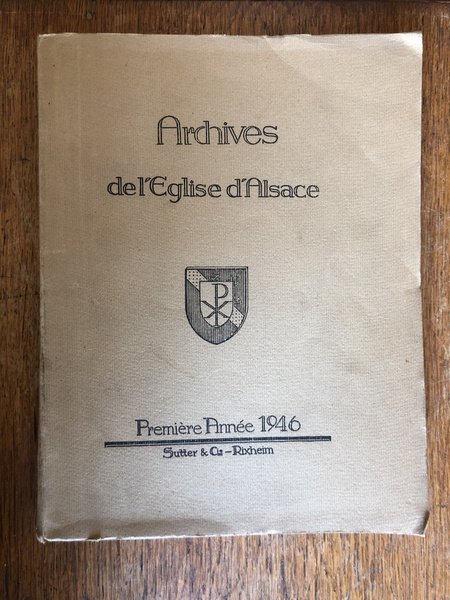 Archives
de l'Eglise d'Alsace
Première Année 1946
Sutter & Cie - Rixheim